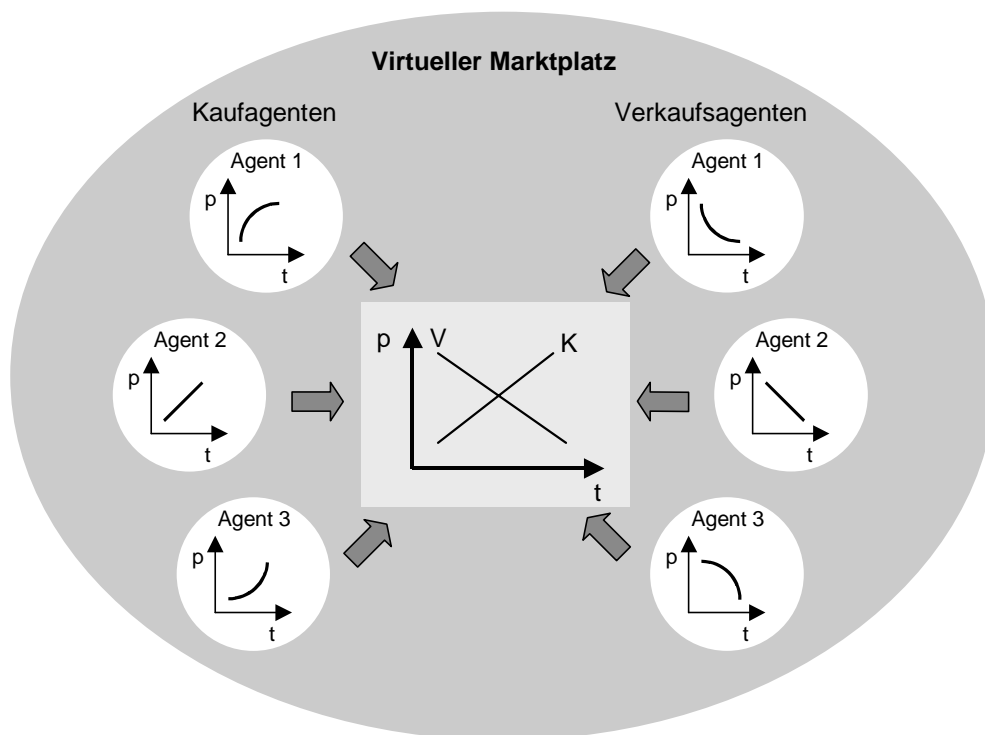 Virtueller Marktplatz
Kaufagenten
Verkaufsagenten
Agent 1
p
t
Agent 1
p
t
Agent 2
p
t
p
V
K
t
Agent 2
p
t
Agent 3
p
t
Agent 3
p
t